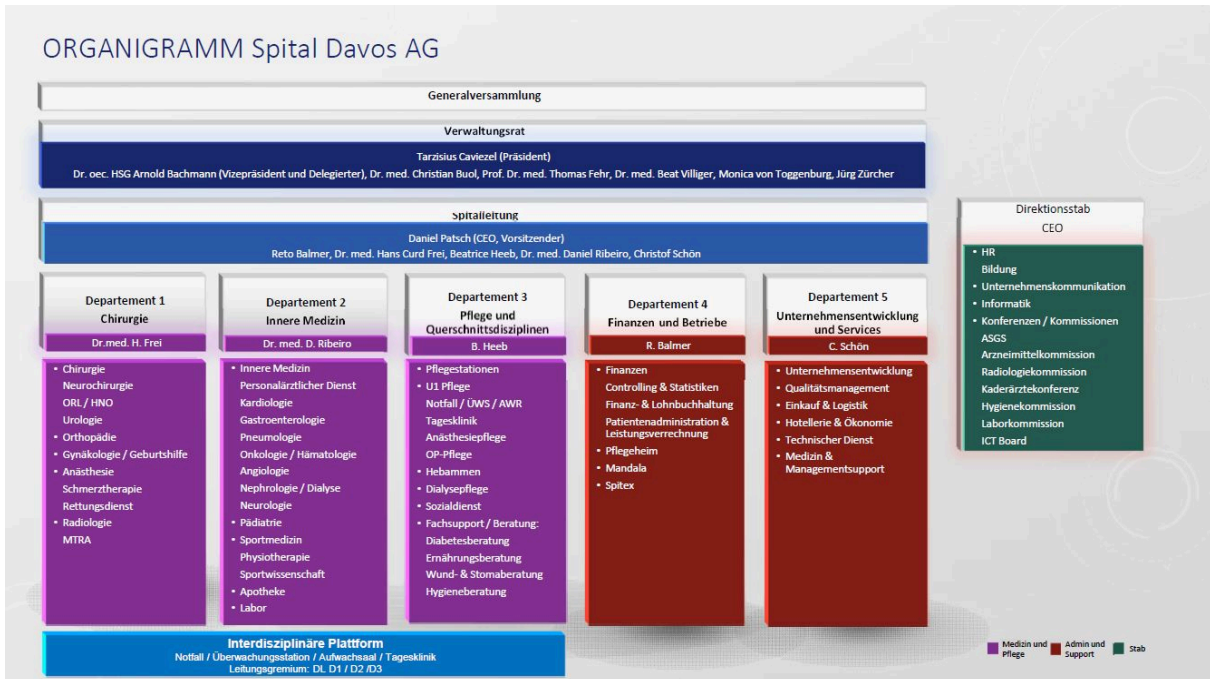 ORGANIGRAMM Spital Davos AG
Generalversammlung
Verwaltungsrat
Tarzisius Caviezel (Präsident)
Dr. oec. HSG Arnold Bachmann (Vizepräsident und Delegierter), Dr. med. Christian Buol, Prof. Dr. med. Thomas Fehr, Dr. med. Beat Villiger, Monica von Toggenburg, Jürg Zürcher
Spitalleitung
Daniel Patsch (CEO, Vorsitzender)
Reto Balmer, Dr. med. Hans Curd Frei, Beatrice Heeb, Dr. med. Daniel Ribeiro, Christof Schön
Departement 1
Chirurgie
Dr.med. H. Frei
• Chirurgie
Neurochirurgie
ORL / HNO
Urologie
• Orthopädie
• Gynäkologie / Geburtshilfe
• Anästhesie
Schmerztherapie
Rettungsdienst
• Radiologie
MTRA
Departement 2
Innere Medizin
Dr. med. D. Ribeiro
• Innere Medizin
Personalärztlicher Dienst
Kardiologie
Gastroenterologie
Pneumologie
Onkologie / Hämatologie
Angiologie
Nephrologie / Dialyse
Neurologie
• Pädiatrie
• Sportmedizin
Physiotherapie
Sportwissenschaft
• Apotheke
• Labor
Departement 3
Pflege und
Querschnittsdisziplinen
B. Heeb
• Pflegestationen
• U1 Pflege
Notfall / ÜWS / AWR
Tagesklinik
Anästhesiepflege
OP-Pflege
• Hebammen
• Dialysepflege
• Sozialdienst
• Fachsupport / Beratung:
Diabetesberatung
Ernährungsberatung
Wund- & Stomaberatung
Hygieneberatung
Departement 4
Finanzen und Betriebe
R. Balmer
• Finanzen
Controlling & Statistiken
Finanz- & Lohnbuchhaltung
Patientenadministration &
Leistungsverrechnung
• Pflegeheim
• Mandala
• Spitex
Departement 5
Unternehmensentwicklung
und Services
C. Schön
• Unternehmensentwicklung
• Qualitätsmanagement
• Einkauf & Logistik
• Hotellerie & Ökonomie
• Technischer Dienst
• Medizin &
Managementsupport
Direktionsstab
CEO
• HR
Bildung
• Unternehmenskommunikation
• Informatik
• Konferenzen / Kommissionen
ASGS
Arzneimittelkommission
Radiologiekommission
Kaderärztekonferenz
Hygienekommission
Laborkommission
ICT Board
Interdisziplinäre Plattform
Notfall / Überwachungsstation / Aufwachsaal / Tagesklinik
Leitungsgremium: DL D1 / D2 /D3
Medizin und
Pflege
Admin und
Support
Stab